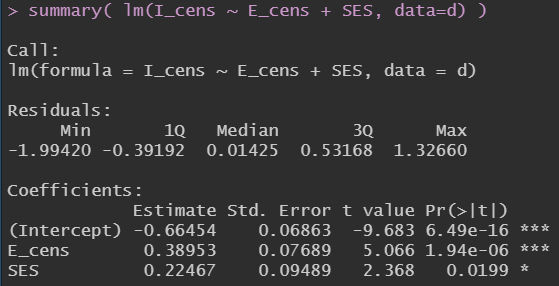 > summary( lm(I_cens ~ E_cens + SES, data=d) )
Call:
lm(formula = I_cens ~ E_cens + SES, data = d)
Residuals:
     Min       1Q   Median       3Q      Max
-1.99420 -0.39192  0.01425  0.53168  1.32660
Coefficients:
            Estimate Std. Error t value Pr(>|t|)
(Intercept) -0.66454    0.06863  -9.683 6.49e-16 ***
E_cens       0.38953    0.07689   5.066 1.94e-06 ***
SES          0.22467    0.09489   2.368   0.0199 *